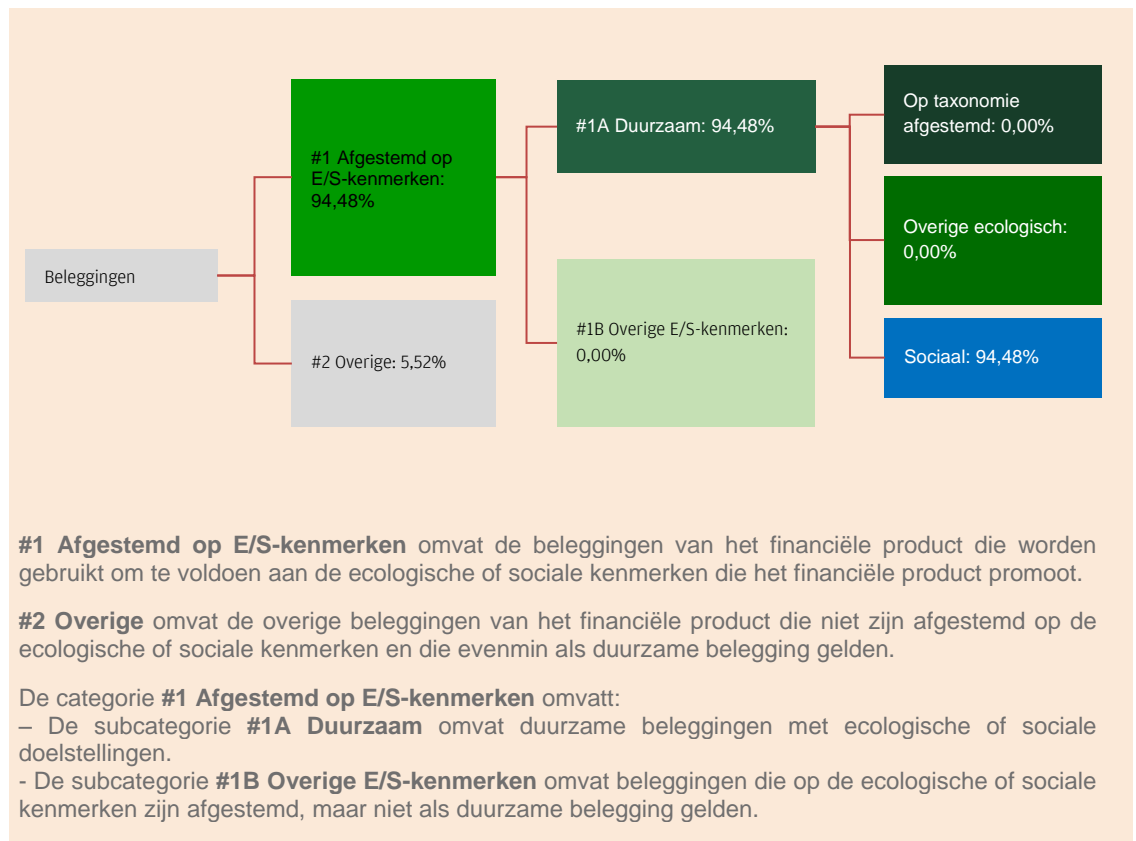 Beleggingen
#1 Afgestemd op
E/S-kenmerken:
94,48%
#2 Overige: 5,52%
#1A Duurzaam: 94,48%
#1B Overige E/S-kenmerken:
0,00%
Op taxonomie
afgestemd: 0,00%
Overige ecologisch:
0,00%
Sociaal: 94,48%
#1 Afgestemd op E/S-kenmerken omvat de beleggingen van het financiële product die worden
gebruikt om te voldoen aan de ecologische of sociale kenmerken die het financiële product promoot.
#2 Overige omvat de overige beleggingen van het financiële product die niet zijn afgestemd op de
ecologische of sociale kenmerken en die evenmin als duurzame belegging gelden.
De categorie #1 Afgestemd op E/S-kenmerken omvatt:
– De subcategorie #1A Duurzaam omvat duurzame beleggingen met ecologische of sociale
doelstellingen.
- De subcategorie #1B Overige E/S-kenmerken omvat beleggingen die op de ecologische of sociale
kenmerken zijn afgestemd, maar niet als duurzame belegging gelden.